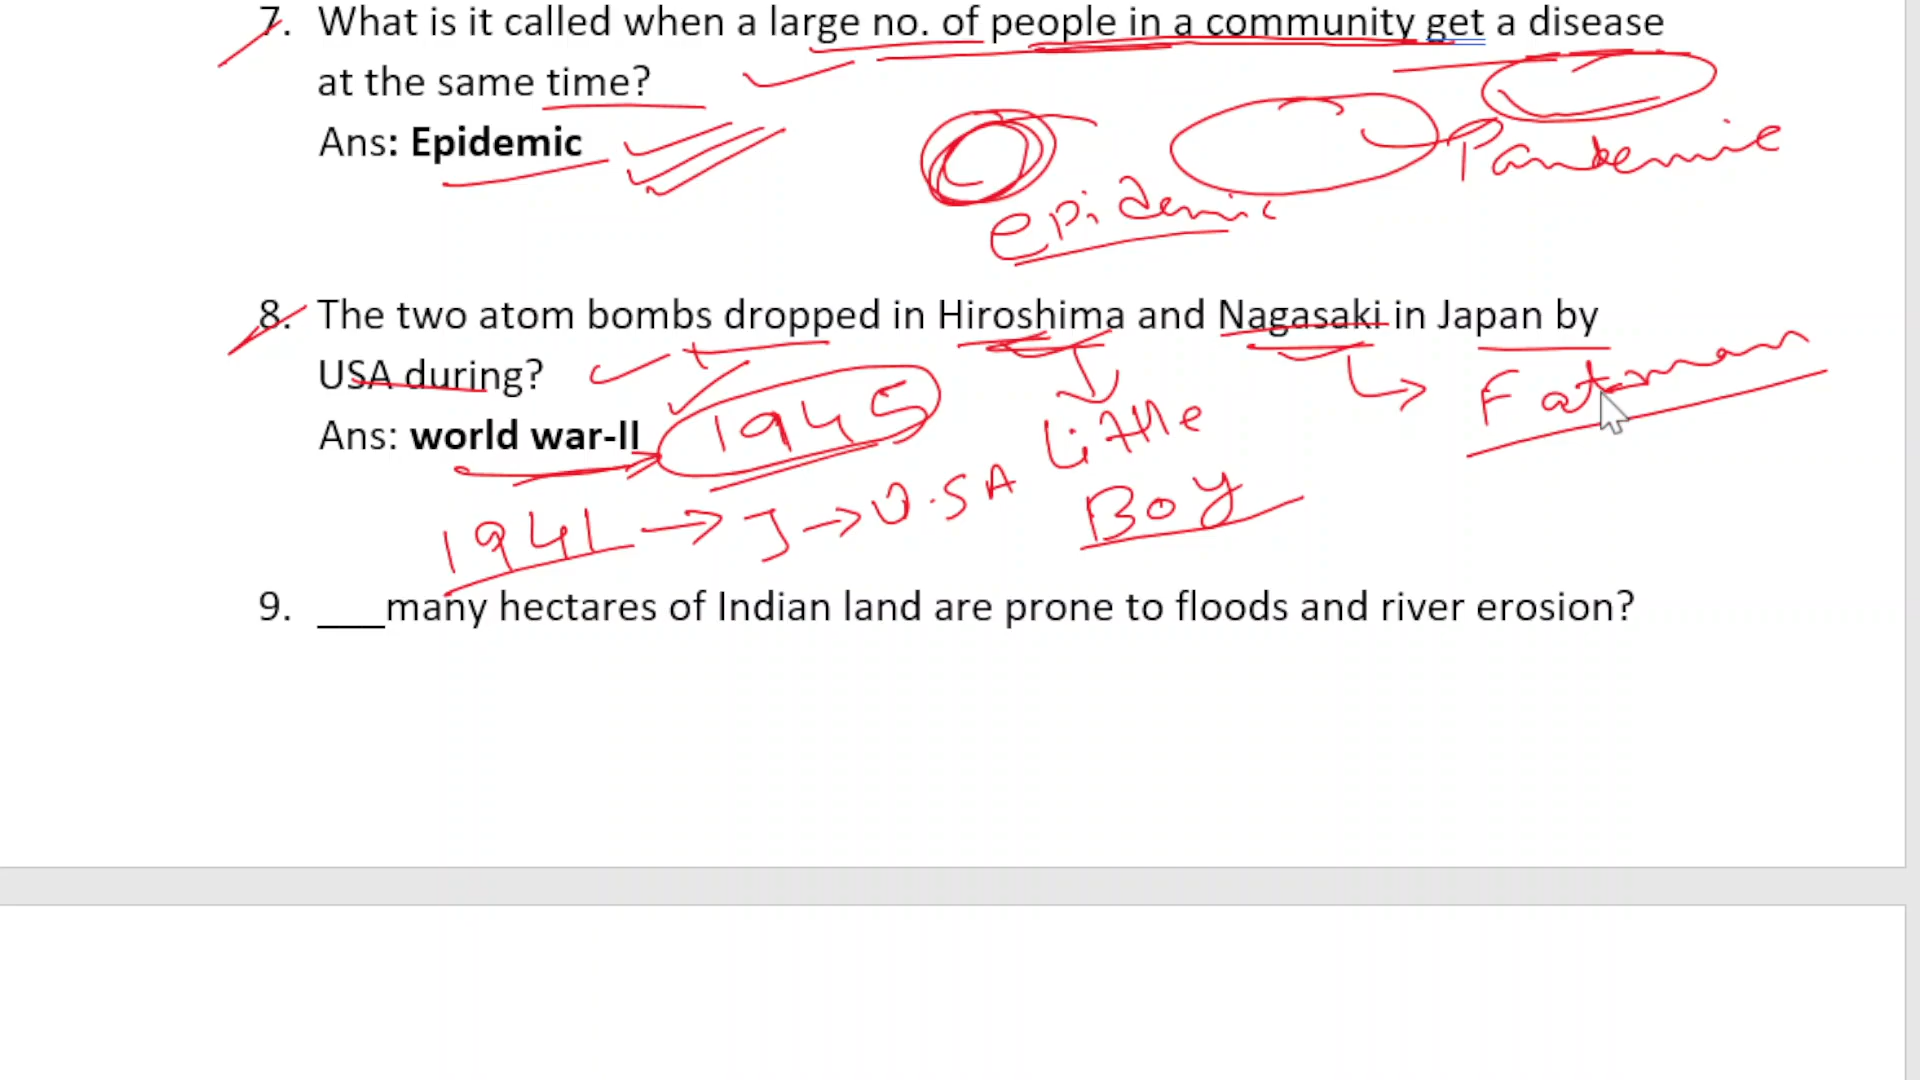 7. What is it called when a large no. of people in a community get a disease
at the same time?
Ans: Epidemic
Pandemic
epidemic
8. The two atom bombs dropped in Hiroshima and Nagasaki in Japan by
USA during?
Fatman
Ans: world war-II 1945
Little
Boy
1941 → J → U.S A
9. ___many hectares of Indian land are prone to floods and river erosion?